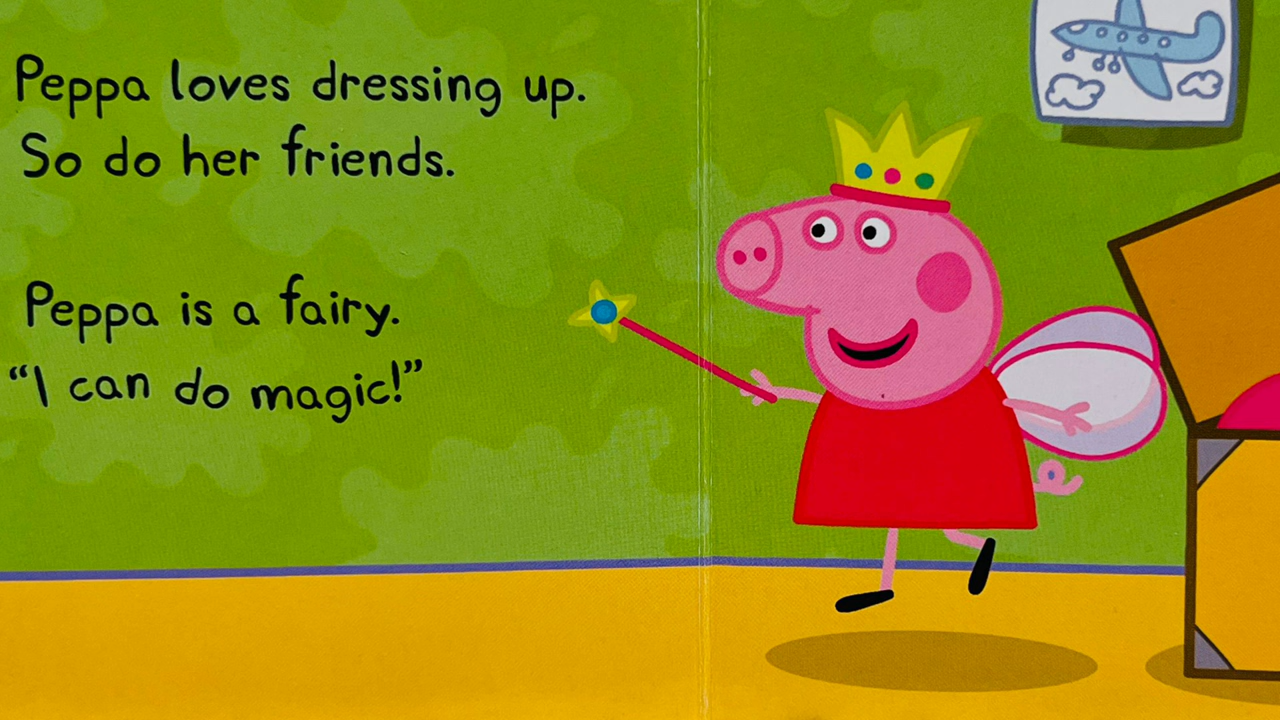 Peppa loves dressing up.
So do her friends.
Peppa is a fairy.
“I can do magic!”